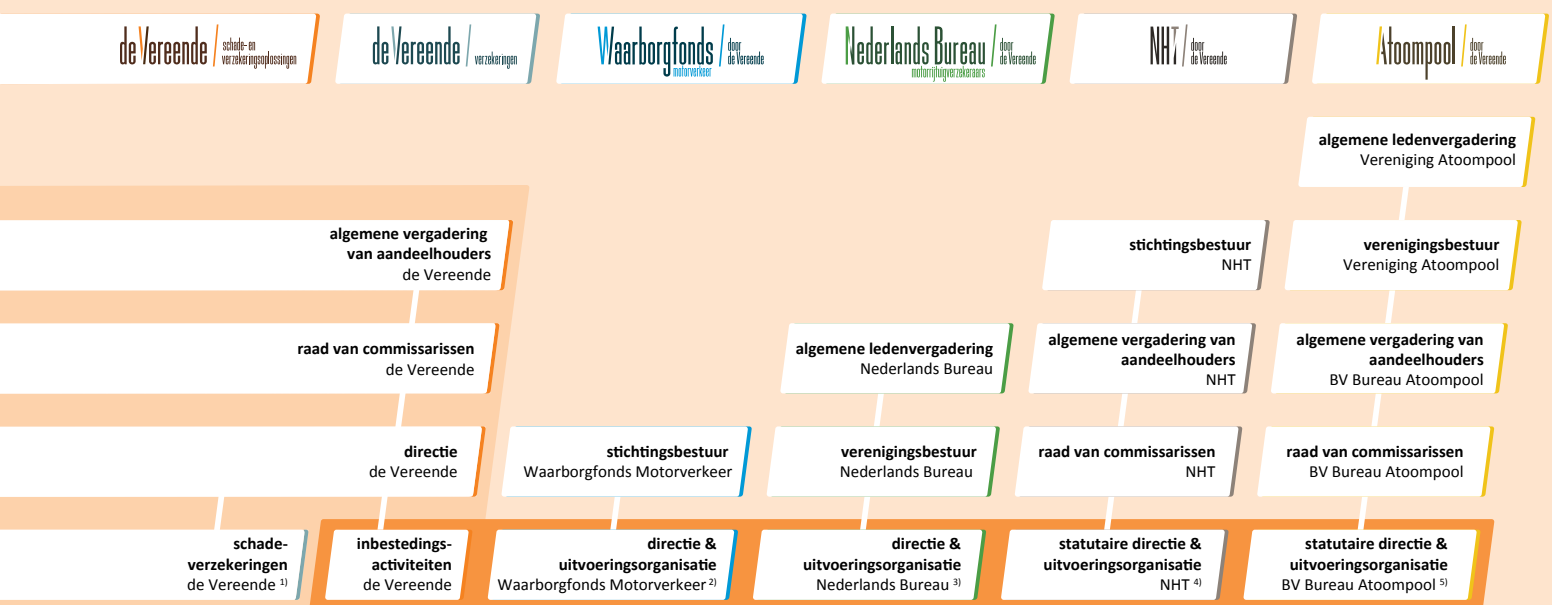 de Vereende
schade- en
verzekeringsoplossingen
de Vereende
verzekeringen
Waarborgfonds
motorverkeer
door
de Vereende
Nederlands Bureau
motorrijtuigverzekeraars
door
de Vereende
NHT
door
de Vereende
Atoompool
door
de Vereende
algemene ledenvergadering
Vereniging Atoompool
algemene vergadering
van aandeelhouders
de Vereende
stichtingsbestuur
NHT
verenigingsbestuur
Vereniging Atoompool
raad van commissarissen
de Vereende
algemene ledenvergadering
Nederlands Bureau
algemene vergadering van
aandeelhouders
NHT
algemene vergadering van
aandeelhouders
BV Bureau Atoompool
directie
de Vereende
stichtingsbestuur
Waarborgfonds Motorverkeer
verenigingsbestuur
Nederlands Bureau
raad van commissarissen
NHT
raad van commissarissen
BV Bureau Atoompool
schade-
verzekeringen
de Vereende 1)
inbestedings-
activiteiten
de Vereende
directie &
uitvoeringsorganisatie
Waarborgfonds Motorverkeer 2)
directie &
uitvoeringsorganisatie
Nederlands Bureau 3)
statutaire directie &
uitvoeringsorganisatie
NHT 4)
statutaire directie &
uitvoeringsorganisatie
BV Bureau Atoompool 5)